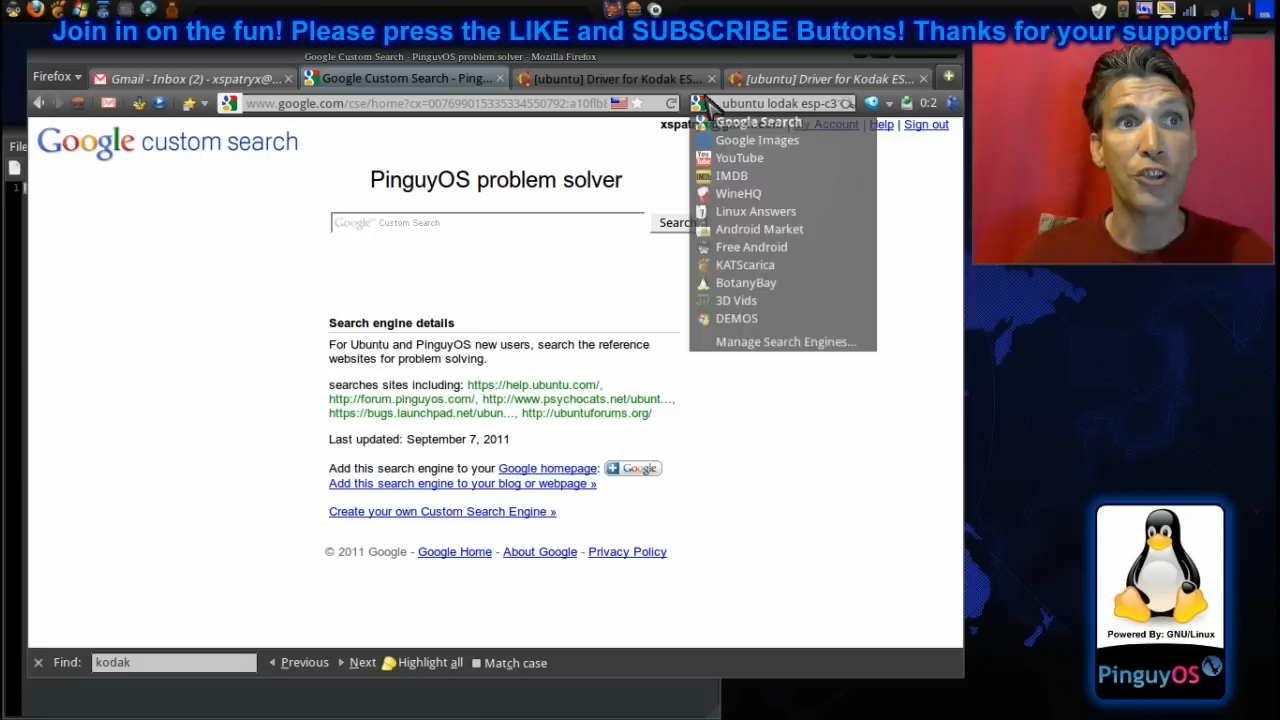 Join in on the fun! Please press the LIKE and SUBSCRIBE Buttons! Thanks for your support!
Google Custom Search - PinguyOS problem solver - Mozilla Firefox
Firefox
Gmail - Inbox (2) - xspatryx@...
Google Custom Search - Ping...
[ubuntu] Driver for Kodak ES...
[ubuntu] Driver for Kodak ES...
www.google.com/cse/home?cx=007699015335334550792:a10flb8
ubuntu lodak esp-c3
0:2
File
xspatry
My Account | Help | Sign out
1
Google custom search
Google Search
Google Images
YouTube
IMDB
WineHQ
Linux Answers
Android Market
Free Android
KATScarica
BotanyBay
3D Vids
DEMOS
Manage Search Engines...
PinguyOS problem solver
Google™ Custom Search
Search
Search engine details
For Ubuntu and PinguyOS new users, search the reference
websites for problem solving.
searches sites including: https://help.ubuntu.com/,
http://forum.pinguyos.com/, http://www.psychocats.net/ubunt...,
https://bugs.launchpad.net/ubun..., http://ubuntuforums.org/
Last updated: September 7, 2011
Add this search engine to your Google homepage: + Google
Add this search engine to your blog or webpage »
Create your own Custom Search Engine »
© 2011 Google - Google Home - About Google - Privacy Policy
Find: kodak Previous Next Highlight all Match case
Powered By: GNU/Linux
PinguyOS